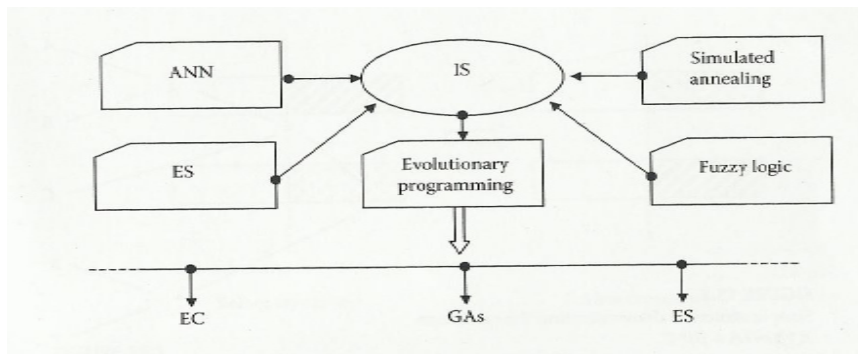 ANN
IS
Simulated
annealing
ES
Evolutionary
programming
Fuzzy logic
EC
GAs
ES